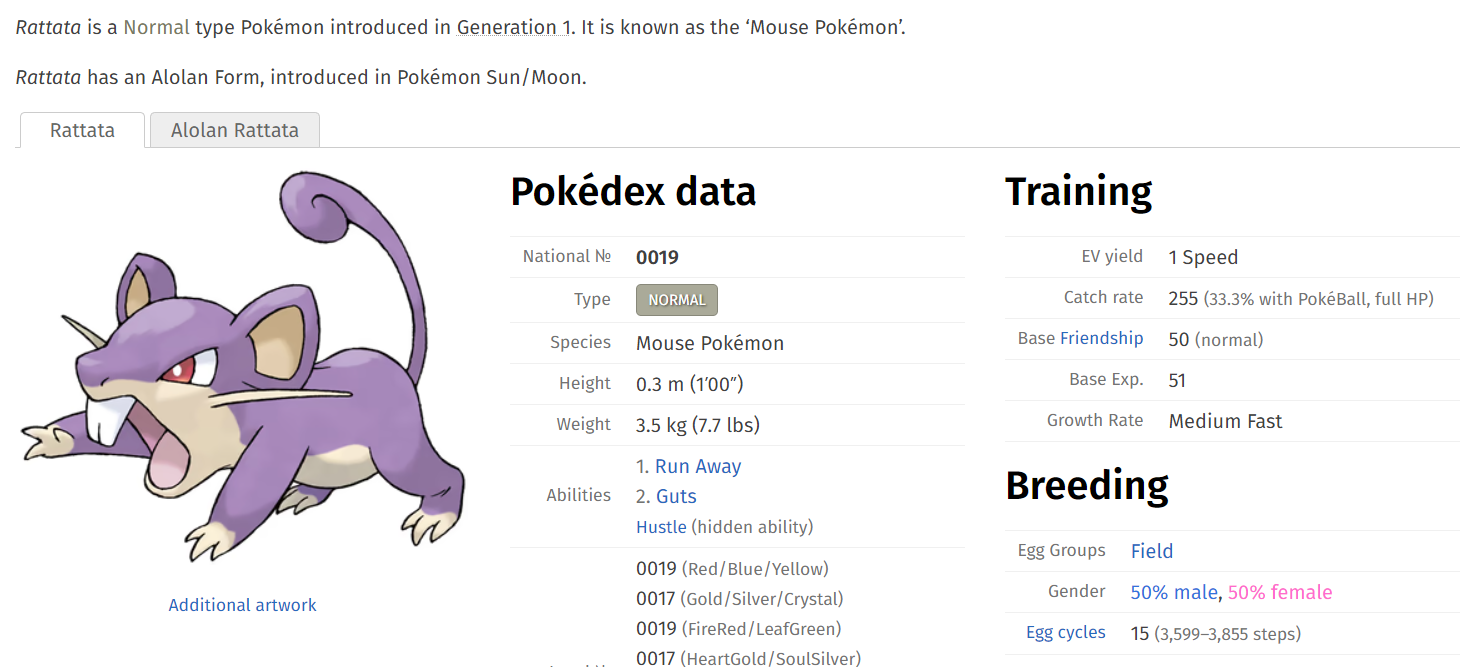 Rattata is a Normal type Pokémon introduced in Generation 1. It is known as the ‘Mouse Pokémon’.
Rattata has an Alolan Form, introduced in Pokémon Sun/Moon.
Rattata
Alolan Rattata
Additional artwork
Pokédex data
National № 0019
Type NORMAL
Species Mouse Pokémon
Height 0.3 m (1′00″)
Weight 3.5 kg (7.7 lbs)
Abilities
1. Run Away
2. Guts
Hustle (hidden ability)
0019 (Red/Blue/Yellow)
0017 (Gold/Silver/Crystal)
0019 (FireRed/LeafGreen)
0017 (HeartGold/SoulSilver)
Training
EV yield 1 Speed
Catch rate 255 (33.3% with PokéBall, full HP)
Base Friendship 50 (normal)
Base Exp. 51
Growth Rate Medium Fast
Breeding
Egg Groups Field
Gender 50% male, 50% female
Egg cycles 15 (3,599–3,855 steps)